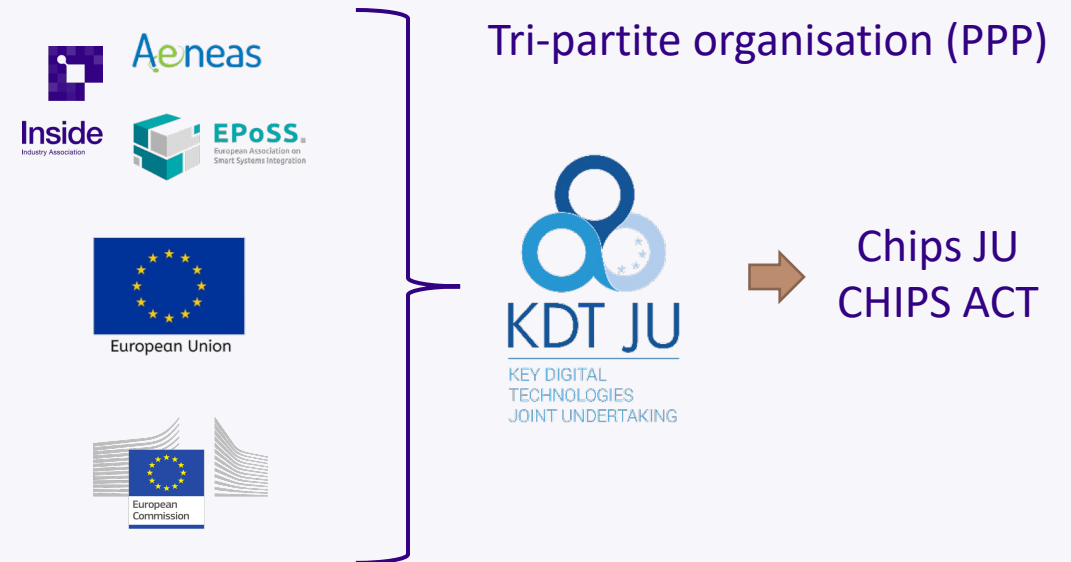 Aeneas
Inside
Industry Association
EPoSS.
European Association on
Smart Systems Integration
European Union
European
Commission
Tri-partite organisation (PPP)
KDT JU
KEY DIGITAL
TECHNOLOGIES
JOINT UNDERTAKING
Chips JU
CHIPS ACT